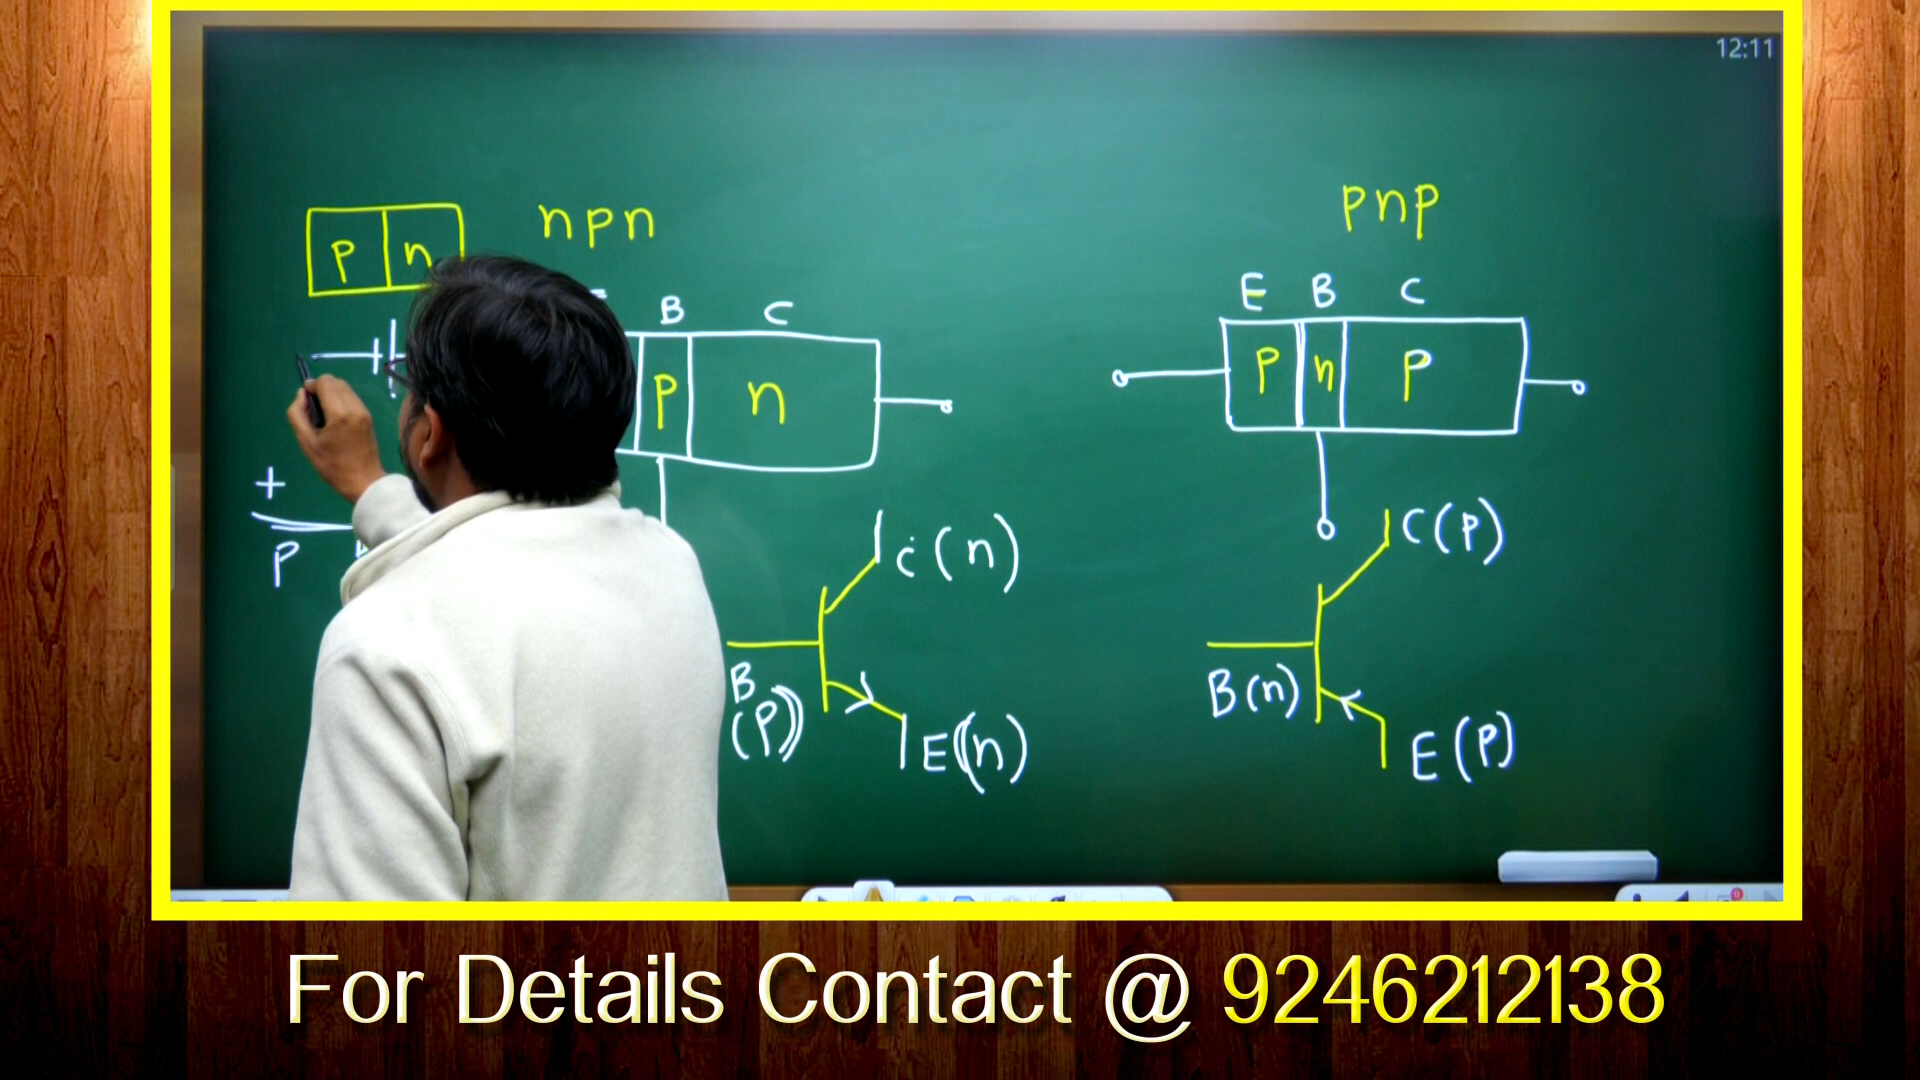 12:11
pnp
npn
p n
E B C
B C
p n p
p n
+
p
C (p)
c (n)
B (n)
B
(p)
E (n)
E (p)
For Details Contact @ 9246212138